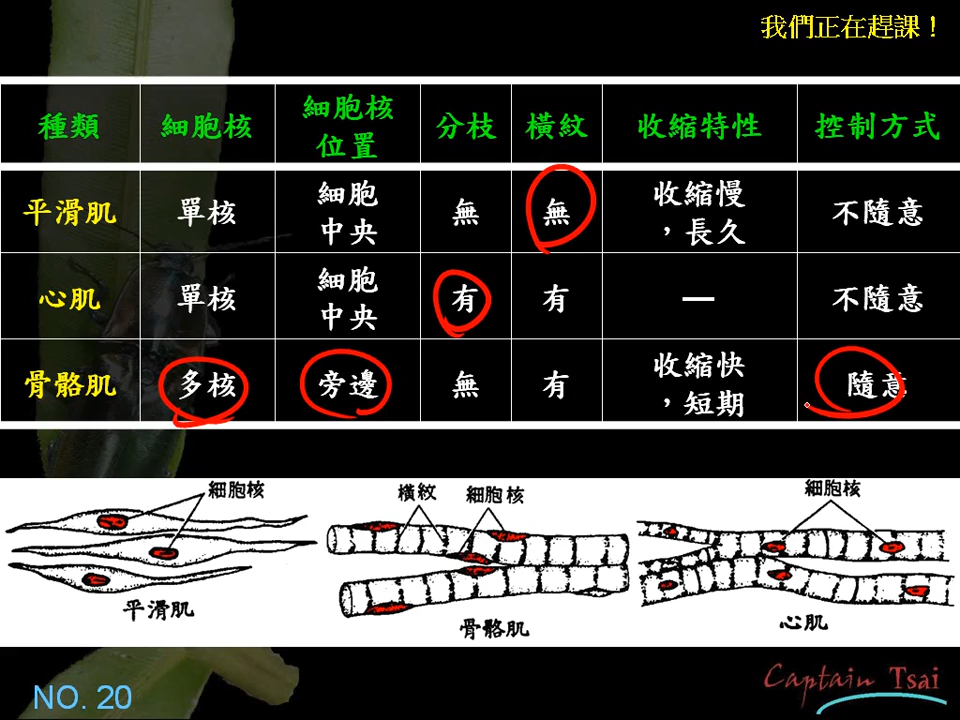 我們正在趕課！
種類 細胞核 細胞核 分枝 橫紋 收縮特性 控制方式
位置
平滑肌 單核 細胞 無 無 收縮慢 不隨意
中央 ，長久
心肌 單核 細胞 有 有 — 不隨意
中央
骨骼肌 多核 旁邊 無 有 收縮快 隨意
，短期
細胞核 橫紋 細胞核 細胞核
平滑肌 骨骼肌 心肌
NO. 20
Captain Tsai